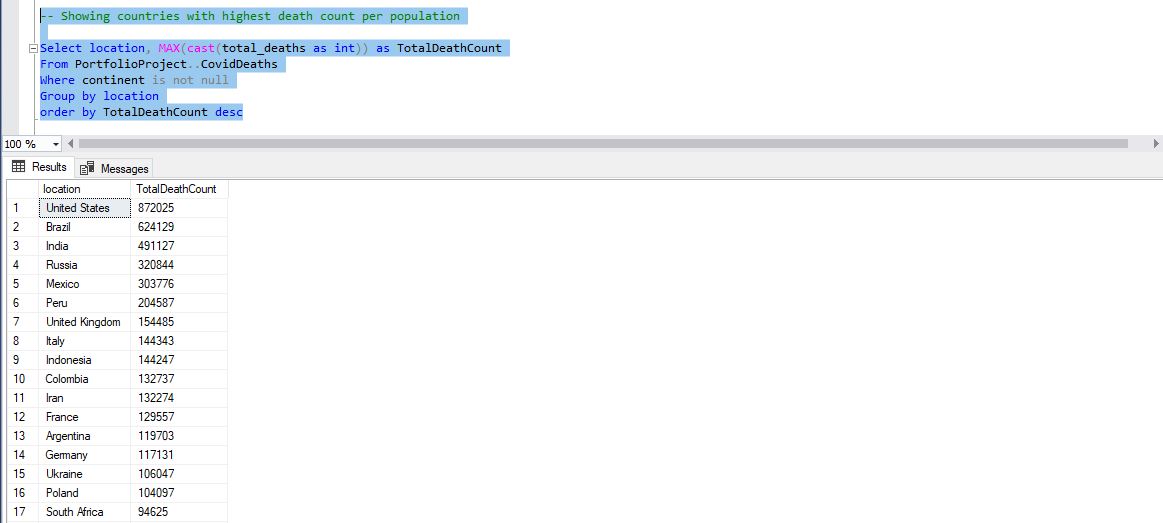 -- Showing countries with highest death count per population
Select location, MAX(cast(total_deaths as int)) as TotalDeathCount
From PortfolioProject..CovidDeaths
Where continent is not null
Group by location
order by TotalDeathCount desc
100 %
Results Messages
location TotalDeathCount
1 United States 872025
2 Brazil 624129
3 India 491127
4 Russia 320844
5 Mexico 303776
6 Peru 204587
7 United Kingdom 154485
8 Italy 144343
9 Indonesia 144247
10 Colombia 132737
11 Iran 132274
12 France 129557
13 Argentina 119703
14 Germany 117131
15 Ukraine 106047
16 Poland 104097
17 South Africa 94625